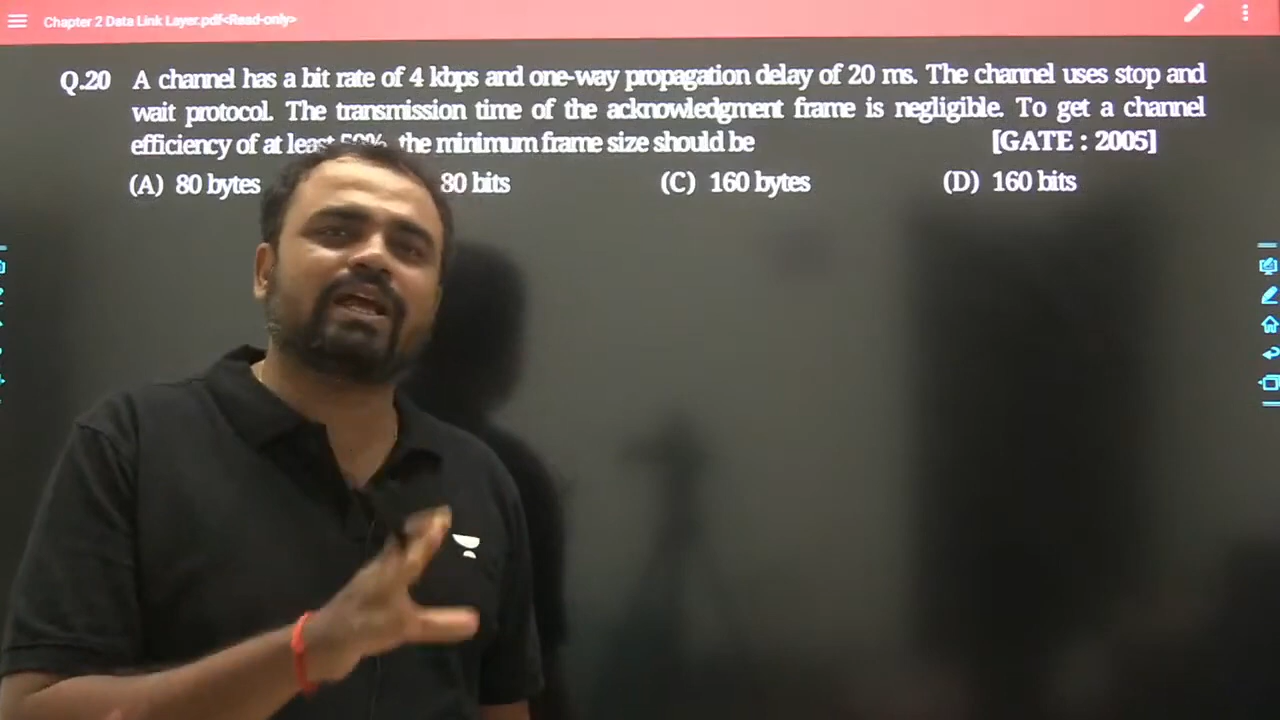 Chapter 2 Data Link Layer.pdf<Read-only>
Q.20 A channel has a bit rate of 4 kbps and one-way propagation delay of 20 ms. The channel uses stop and
wait protocol. The transmission time of the acknowledgment frame is negligible. To get a channel
efficiency of at least 50%, the minimum frame size should be [GATE : 2005]
(A) 80 bytes 80 bits (C) 160 bytes (D) 160 bits